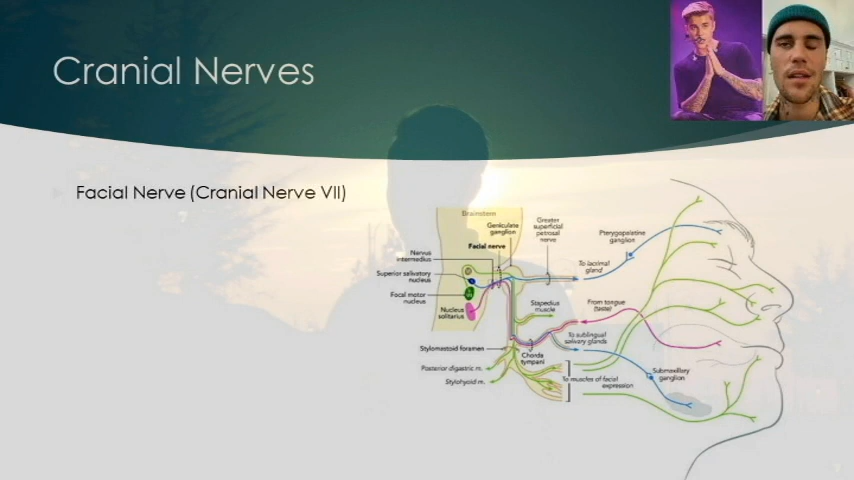 Cranial Nerves
Facial Nerve (Cranial Nerve VII)
Brainstem
Geniculate
ganglion
Greater
superficial
petrosal
nerve
Facial nerve
Pterygopalatine
ganglion
Nervus
intermedius
To lacrimal
gland
Superior salivatory
nucleus
Facial motor
nucleus
Nucleus
solitarius
Stapedius
muscle
From tongue
(taste)
To sublingual
salivary glands
Stylomastoid foramen
Chorda
tympani
Posterior digastric m.
Stylohyoid m.
To muscles of facial
expression
Submaxillary
ganglion